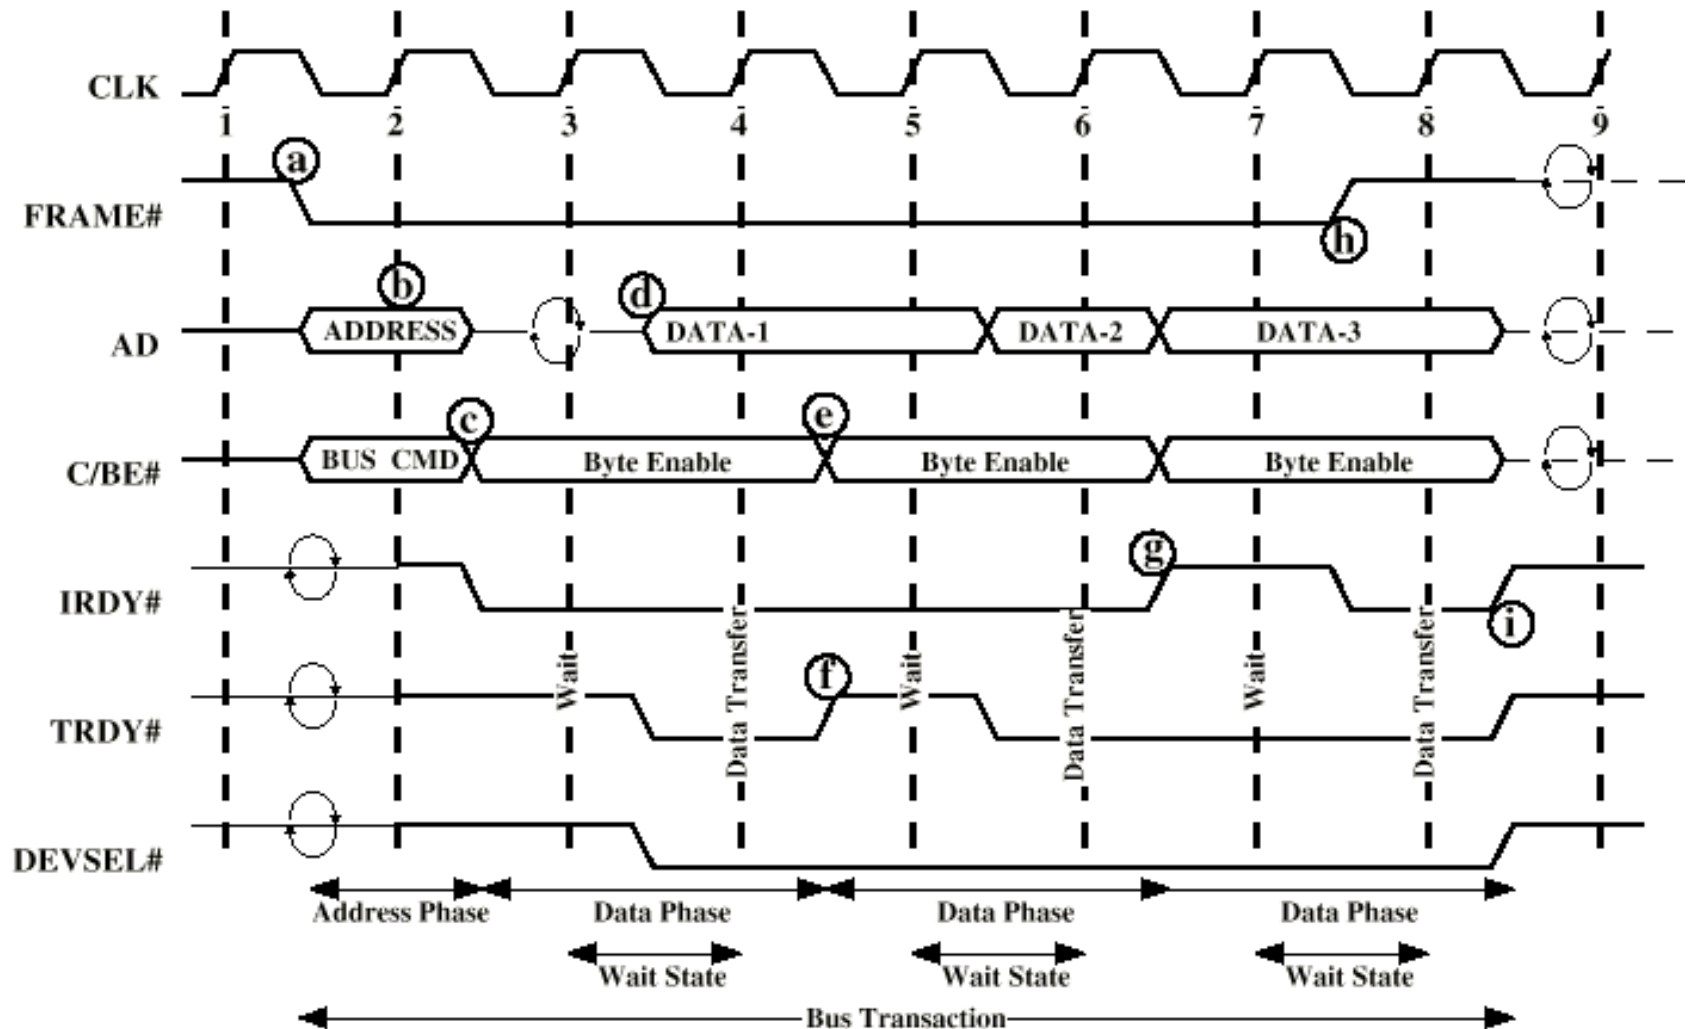 CLK
1 2 3 4 5 6 7 8 9
a
FRAME#
h
b
d
ADDRESS DATA-1 DATA-2 DATA-3
AD
c
e
BUS CMD Byte Enable Byte Enable Byte Enable
C/BE#
g
IRDY#
i
Wait
Data Transfer
Wait
Data Transfer
Wait
Data Transfer
f
TRDY#
DEVSEL#
Address Phase Data Phase Data Phase Data Phase
Wait State Wait State Wait State
Bus Transaction